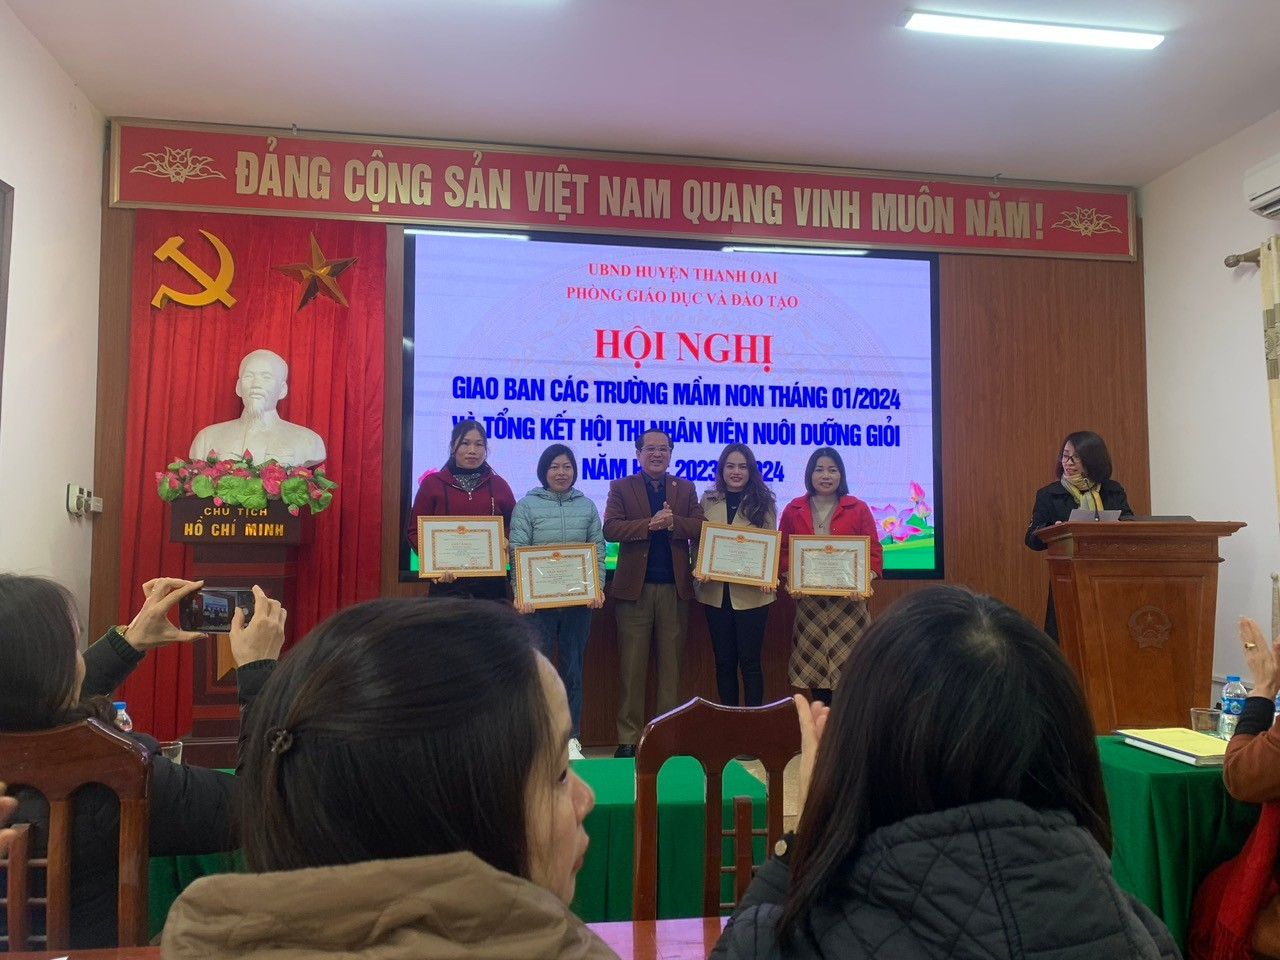 ĐẢNG CỘNG SẢN VIỆT NAM QUANG VINH MUÔN NĂM!
UBND HUYỆN THANH OAI
PHÒNG GIÁO DỤC VÀ ĐÀO TẠO
HỘI NGHỊ
GIAO BAN CÁC TRƯỜNG MẦM NON THÁNG 01/2024
VÀ TỔNG KẾT HỘI THI NHÂN VIÊN NUÔI DƯỠNG GIỎI
NĂM 2023
CHỦ TỊCH
HỒ CHÍ MINH